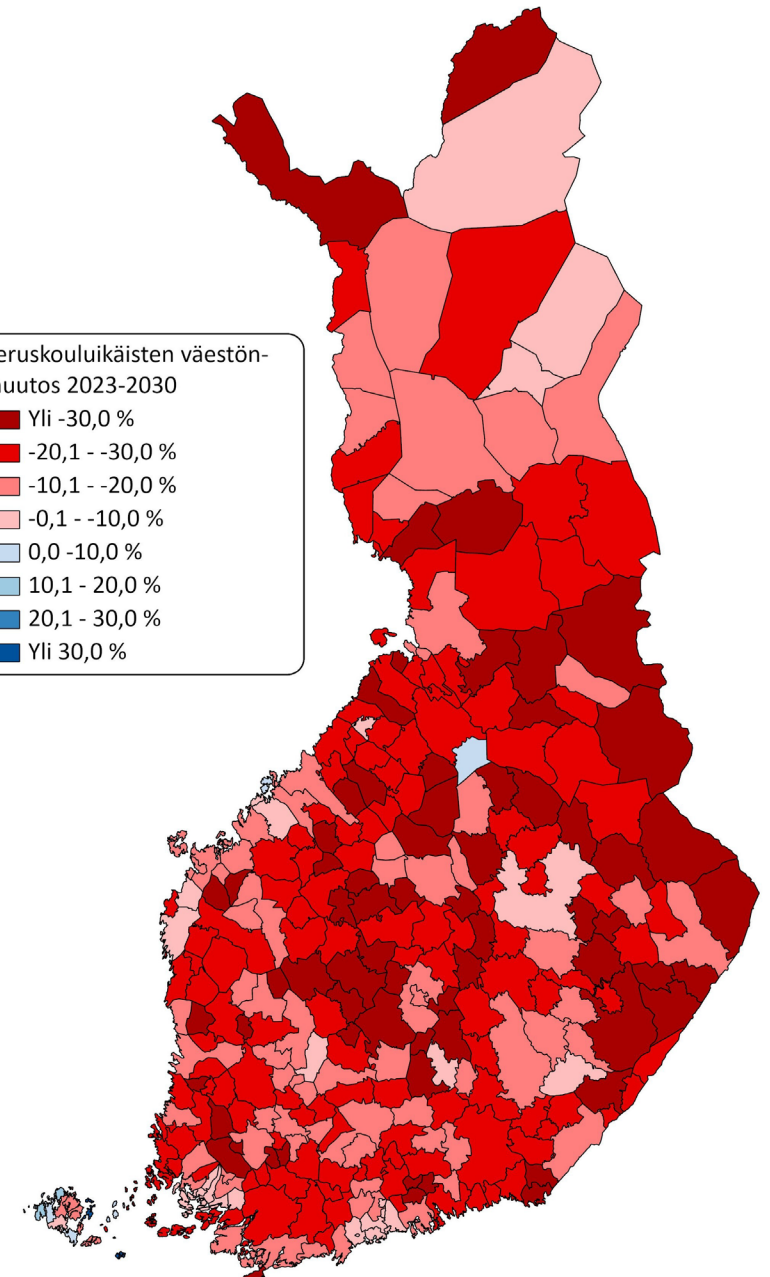 eruskouluikäisten väestön-
uutos 2023-2030
Yli -30,0 %
-20,1 - -30,0 %
-10,1 - -20,0 %
-0,1 - -10,0 %
0,0 -10,0 %
10,1 - 20,0 %
20,1 - 30,0 %
Yli 30,0 %